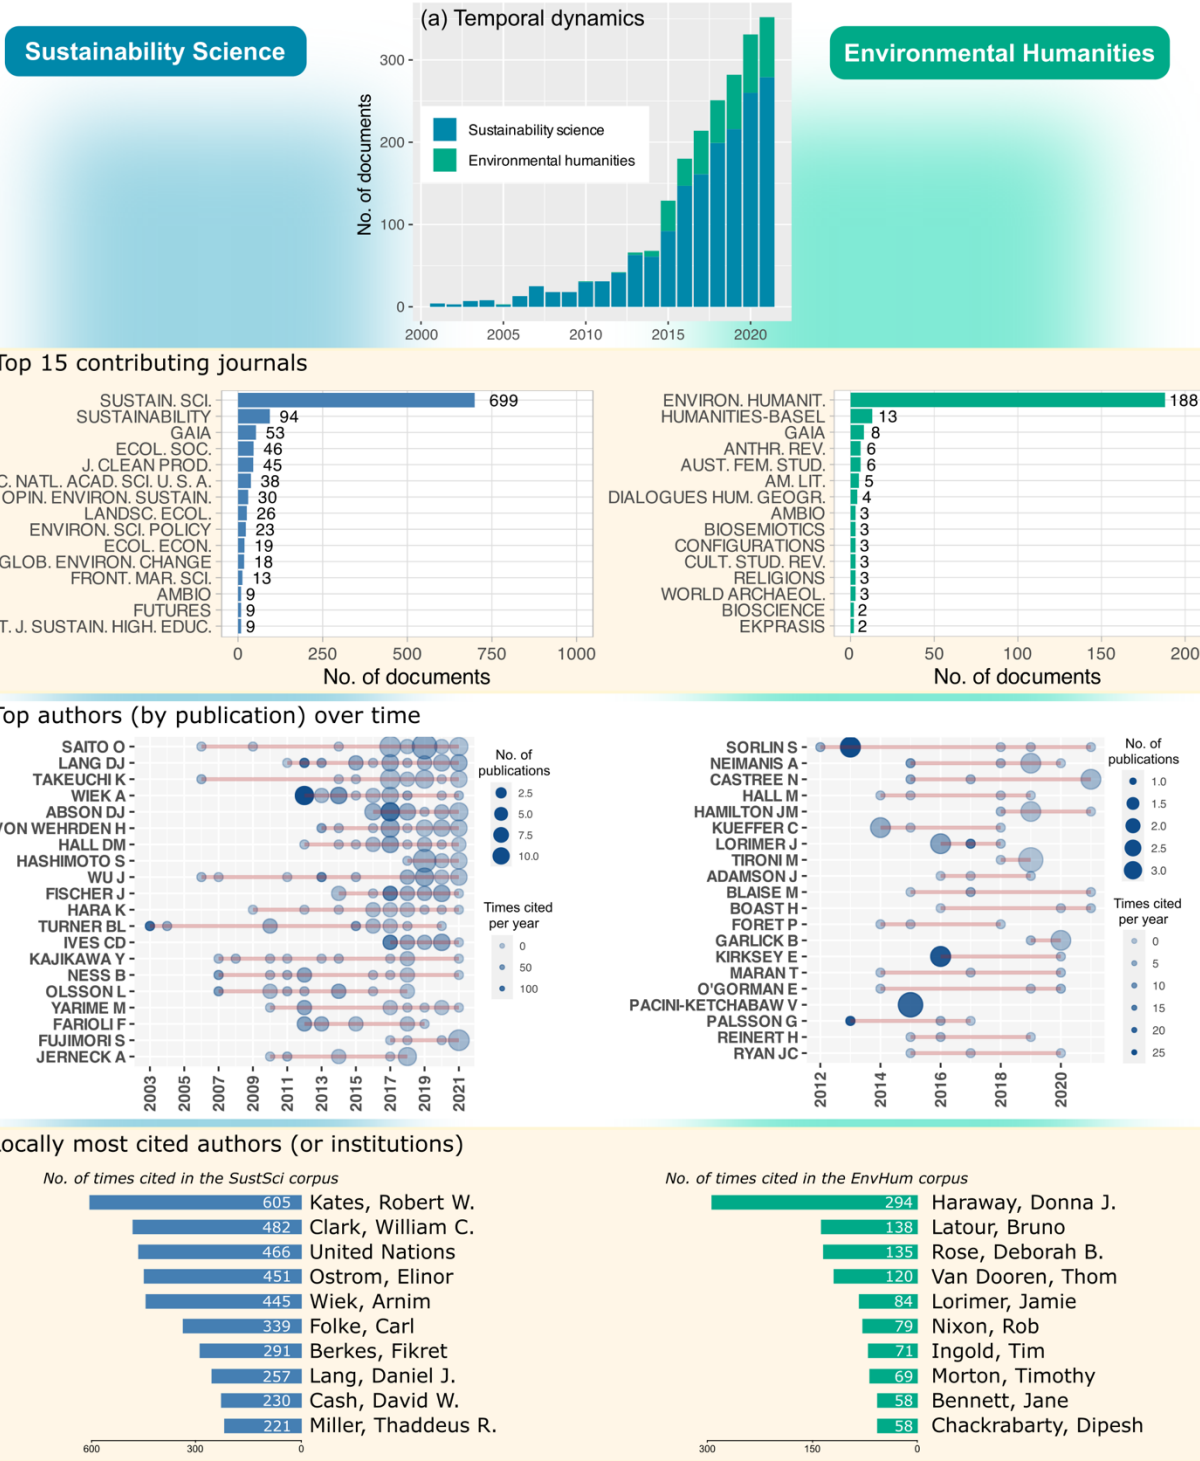 Sustainability Science
(a) Temporal dynamics
Environmental Humanities
No. of documents
300
200
100
0
Sustainability science
Environmental humanities
2000 2005 2010 2015 2020
Top 15 contributing journals
SUSTAIN. SCI. 699
SUSTAINABILITY 94
GAIA 53
ECOL. SOC. 46
J. CLEAN PROD. 45
C. NATL. ACAD. SCI. U. S. A. 38
OPIN. ENVIRON. SUSTAIN. 30
LANDSC. ECOL. 26
ENVIRON. SCI. POLICY 23
ECOL. ECON. 19
GLOB. ENVIRON. CHANGE 18
FRONT. MAR. SCI. 13
AMBIO 9
FUTURES 9
T. J. SUSTAIN. HIGH. EDUC. 9
0 250 500 750 1000
No. of documents
ENVIRON. HUMANIT. 188
HUMANITIES-BASEL 13
GAIA 8
ANTHR. REV. 6
AUST. FEM. STUD. 6
AM. LIT. 5
DIALOGUES HUM. GEOGR. 4
AMBIO 3
BIOSEMIOTICS 3
CONFIGURATIONS 3
CULT. STUD. REV. 3
RELIGIONS 3
WORLD ARCHAEOL. 3
BIOSCIENCE 2
EKPRASIS 2
0 50 100 150 200
No. of documents
Top authors (by publication) over time
SAITO O
LANG DJ
TAKEUCHI K
WIEK A
ABSON DJ
VON WEHRDEN H
HALL DM
HASHIMOTO S
WU J
FISCHER J
HARA K
TURNER BL
IVES CD
KAJIKAWA Y
NESS B
OLSSON L
YARIME M
FARIOLI F
FUJIMORI S
JERNECK A
2003 2005 2007 2009 2011 2013 2015 2017 2019 2021
No. of
publications
2.5
5.0
7.5
10.0
Times cited
per year
0
50
100
SORLIN S
NEIMANIS A
CASTREE N
HALL M
HAMILTON JM
KUEFFER C
LORIMER J
TIRONI M
ADAMSON J
BLAISE M
BOAST H
FORET P
GARLICK B
KIRKSEY E
MARAN T
O'GORMAN E
PACINI-KETCHABAW V
PALSSON G
REINERT H
RYAN JC
2012 2014 2016 2018 2020
No. of
publications
1.0
1.5
2.0
2.5
3.0
Times cited
per year
0
5
10
15
20
25
Locally most cited authors (or institutions)
No. of times cited in the SustSci corpus
605 Kates, Robert W.
482 Clark, William C.
466 United Nations
451 Ostrom, Elinor
445 Wiek, Arnim
339 Folke, Carl
291 Berkes, Fikret
257 Lang, Daniel J.
230 Cash, David W.
221 Miller, Thaddeus R.
600 300 0
No. of times cited in the EnvHum corpus
294 Haraway, Donna J.
138 Latour, Bruno
135 Rose, Deborah B.
120 Van Dooren, Thom
84 Lorimer, Jamie
79 Nixon, Rob
71 Ingold, Tim
69 Morton, Timothy
58 Bennett, Jane
58 Chackrabarty, Dipesh
300 150 0